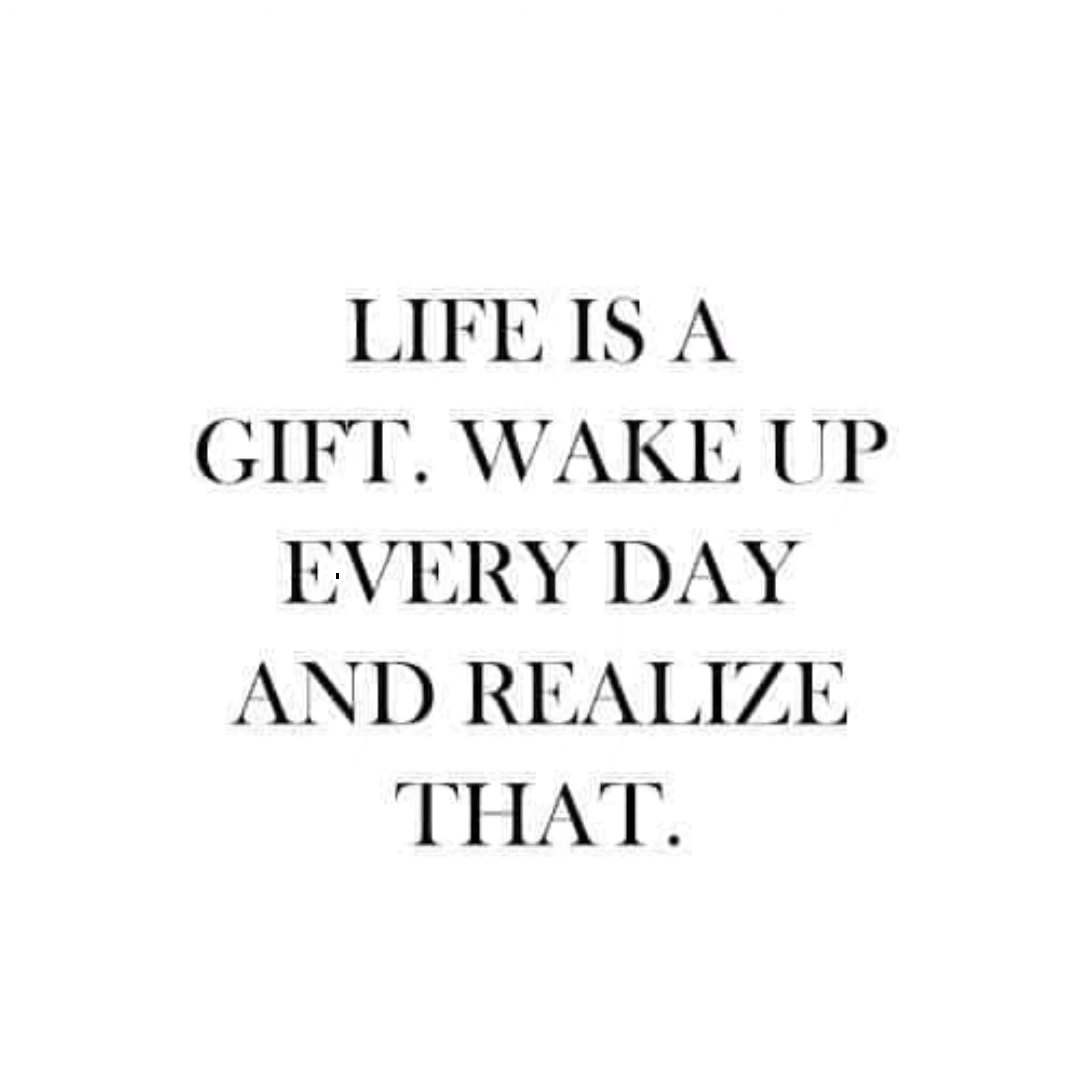 LIFE IS A
GIFT. WAKE UP
EVERY DAY
AND REALIZE
THAT.